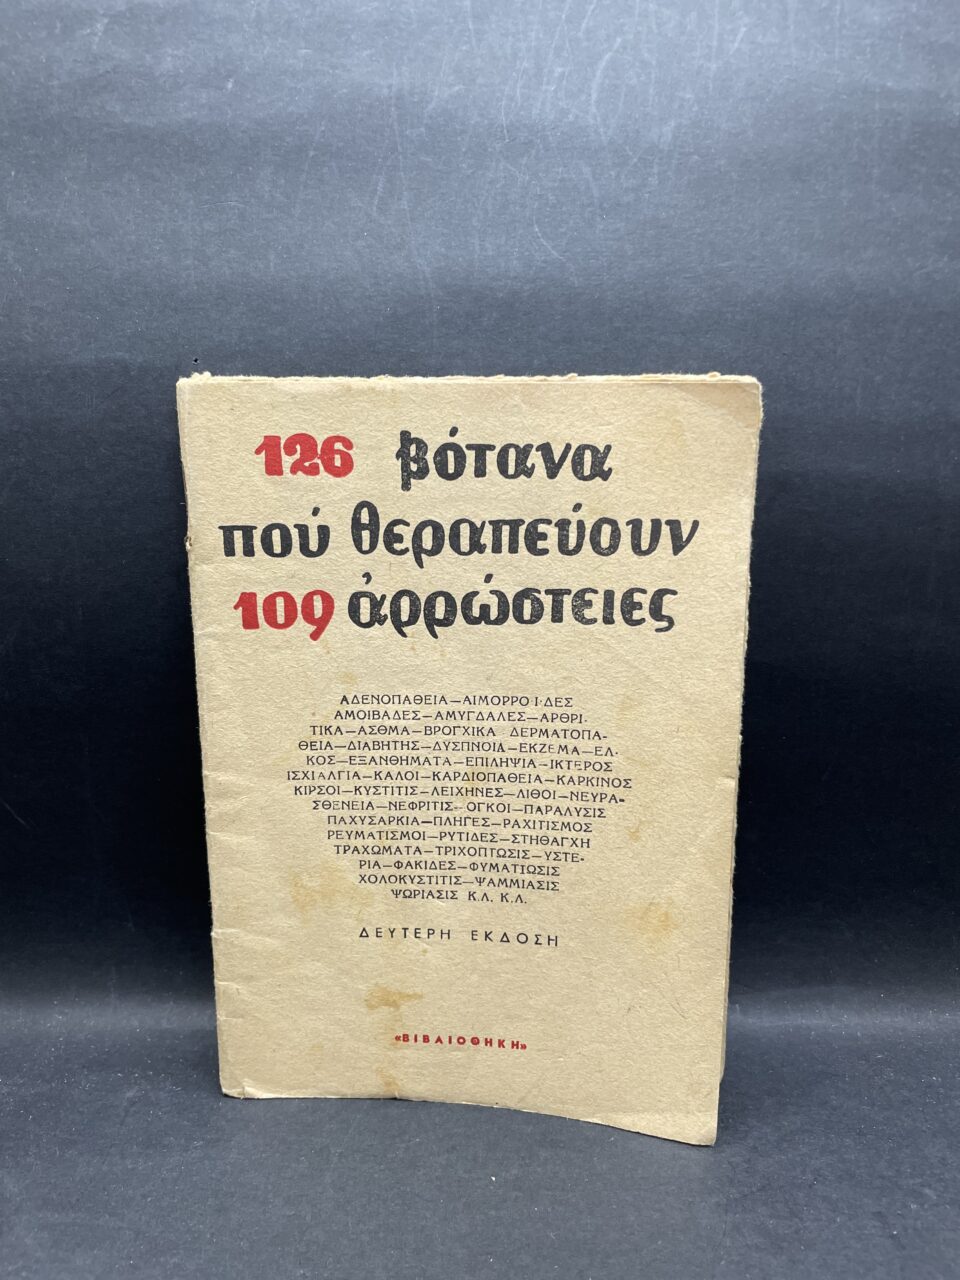 126 βότανα
πού θεραπεύουν
109 ἀρρώστειες
ΑΔΕΝΟΠΑΘΕΙΑ—ΑΙΜΟΡΡΟ·Ι·ΔΕΣ
ΑΜΟΙΒΑΔΕΣ—ΑΜΥΓΔΑΛΕΣ—ΑΡΘΡΙ-
ΤΙΚΑ—ΑΣΘΜΑ—ΒΡΟΓΧΙΚΑ ΔΕΡΜΑΤΟΠΑ-
ΘΕΙΑ—ΔΙΑΒΗΤΗΣ—ΔΥΣΠΝΟΙΑ—ΕΚΖΕΜΑ—ΕΛ-
ΚΟΣ—ΕΞΑΝΘΗΜΑΤΑ—ΕΠΙΛΗΨΙΑ—ΙΚΤΕΡΟΣ
ΙΣΧΙΑΛΓΙΑ—ΚΑΛΟΙ—ΚΑΡΔΙΟΠΑΘΕΙΑ—ΚΑΡΚΙΝΟΣ
ΚΙΡΣΟΙ—ΚΥΣΤΙΤΙΣ—ΛΕΙΧΗΝΕΣ—ΛΙΘΟΙ—ΝΕΥΡΑ-
ΣΘΕΝΕΙΑ—ΝΕΦΡΙΤΙΣ—ΟΓΚΟΙ—ΠΑΡΑΛΥΣΙΣ
ΠΑΧΥΣΑΡΚΙΑ—ΠΛΗΓΕΣ—ΡΑΧΙΤΙΣΜΟΣ
ΡΕΥΜΑΤΙΣΜΟΙ—ΡΥΤΙΔΕΣ—ΣΤΗΘΑΓΧΗ
ΤΡΑΧΩΜΑΤΑ—ΤΡΙΧΟΠΤΩΣΙΣ—ΥΣΤΕ-
ΡΙΑ—ΦΑΚΙΔΕΣ—ΦΥΜΑΤΙΩΣΙΣ
ΧΟΛΟΚΥΣΤΙΤΙΣ—ΨΑΜΜΙΑΣΙΣ
ΨΩΡΙΑΣΙΣ Κ.Λ. Κ.Λ.
ΔΕΥΤΕΡΗ ΕΚΔΟΣΗ
«ΒΙΒΛΙΟΘΗΚΗ»